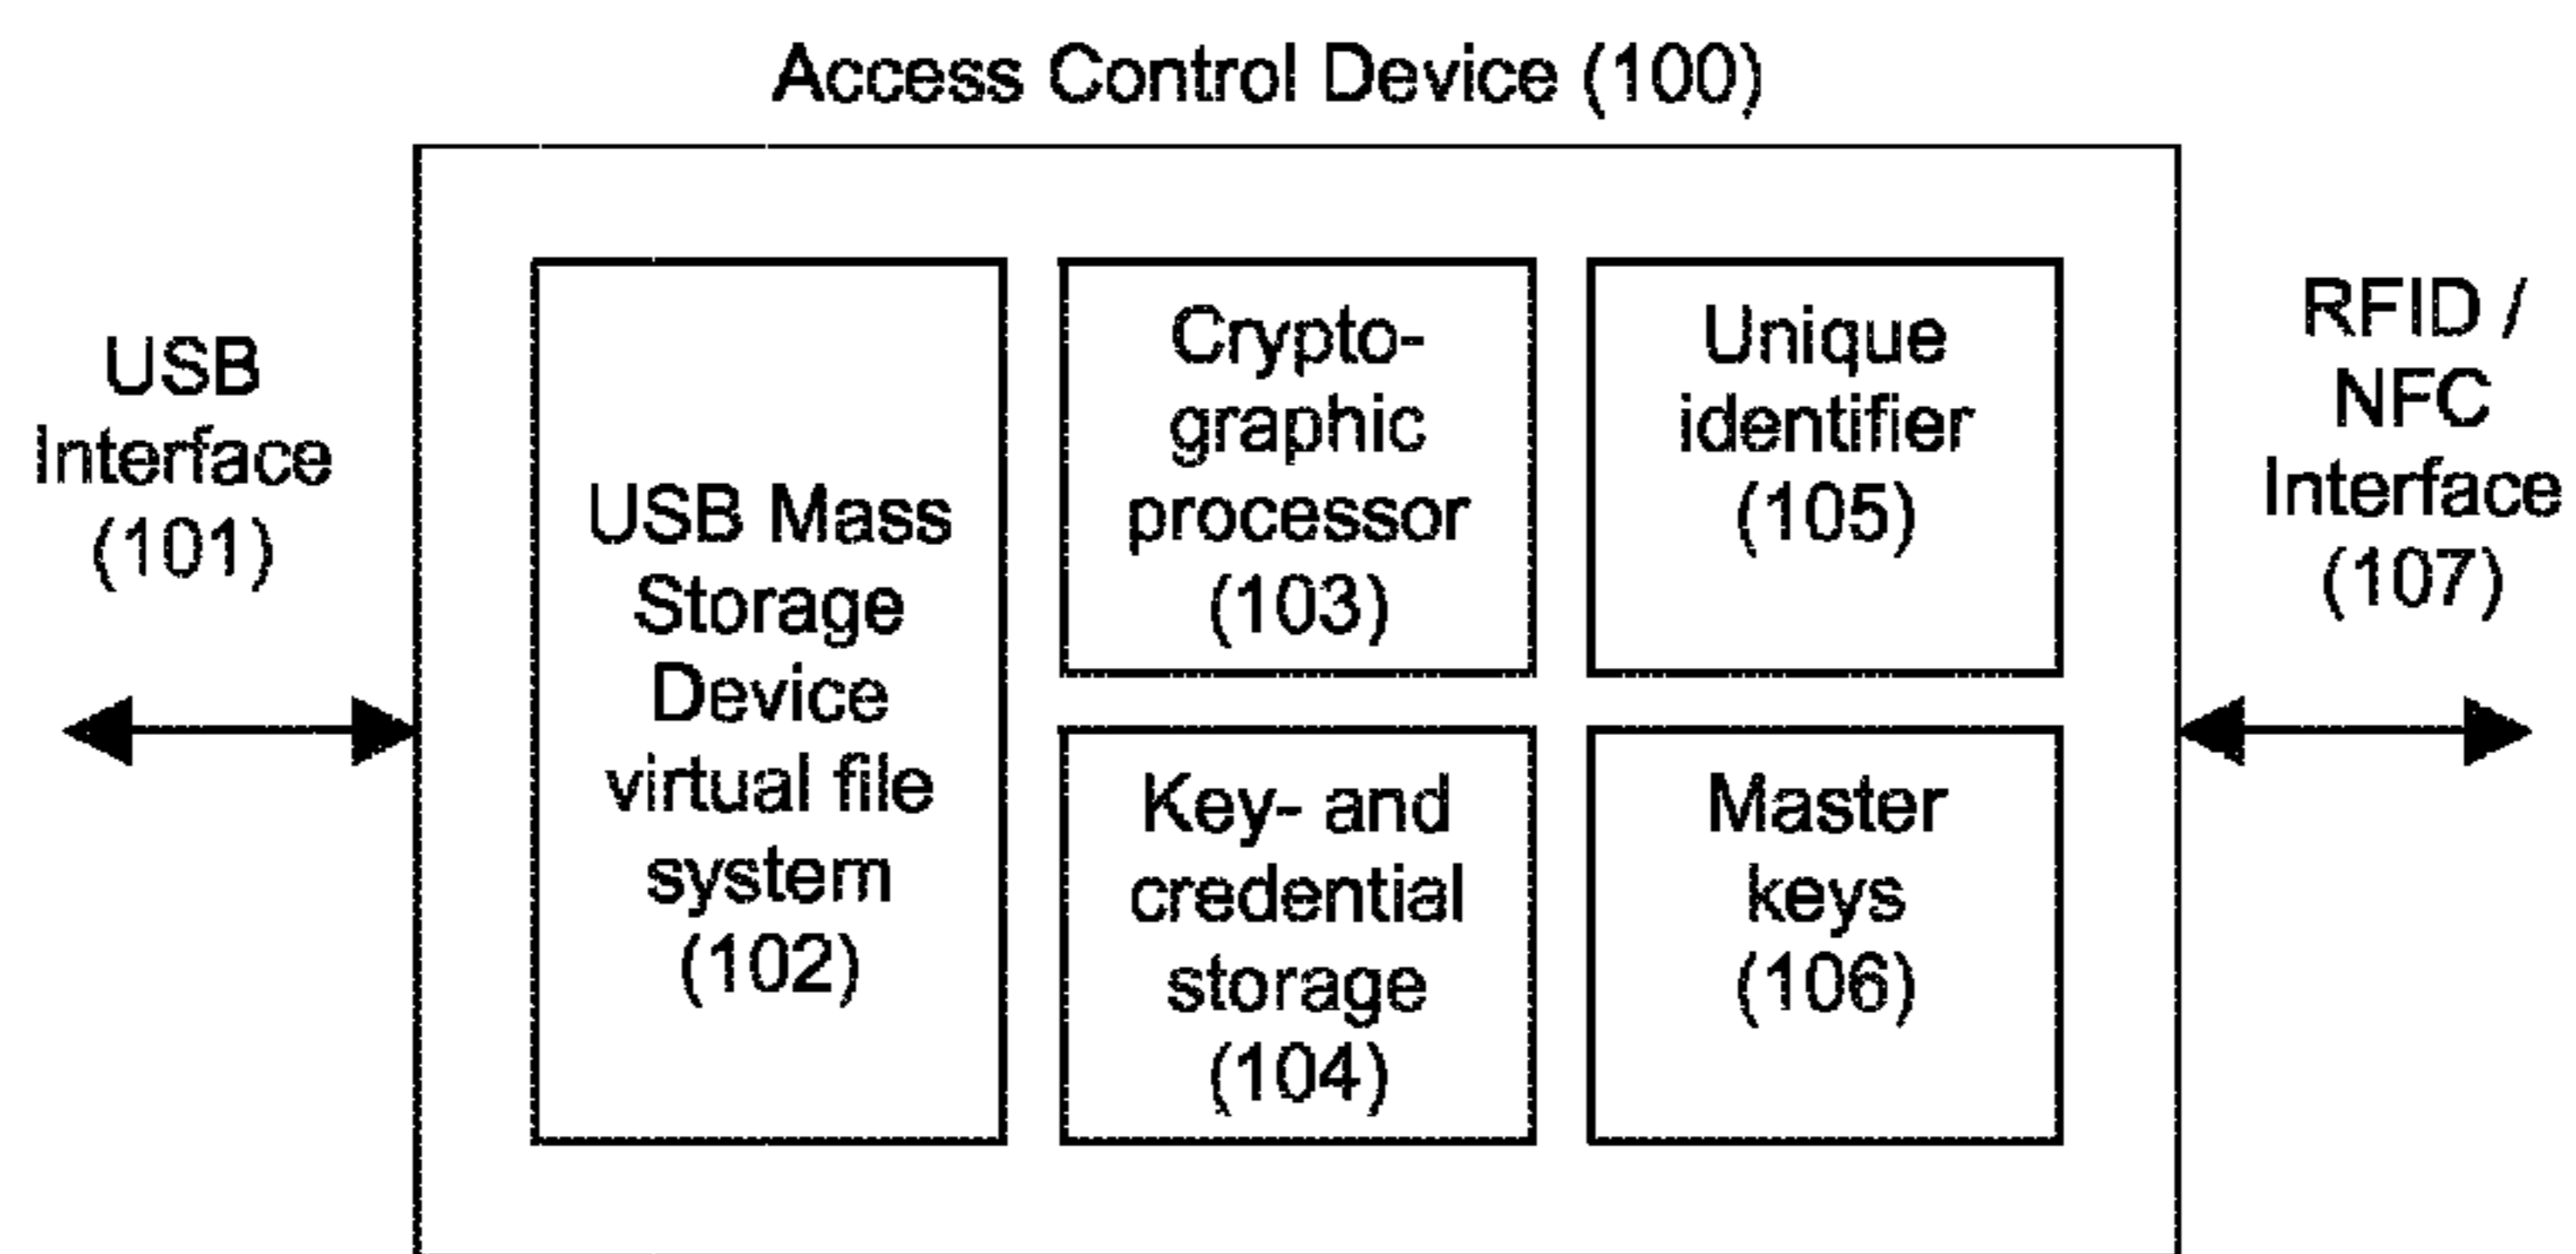 Access Control Device (100)
USB
Interface
(101)
USB Mass
Storage
Device
virtual file
system
(102)
Crypto-
graphic
processor
(103)
Key- and
credential
storage
(104)
Unique
identifier
(105)
Master
keys
(106)
RFID /
NFC
Interface
(107)